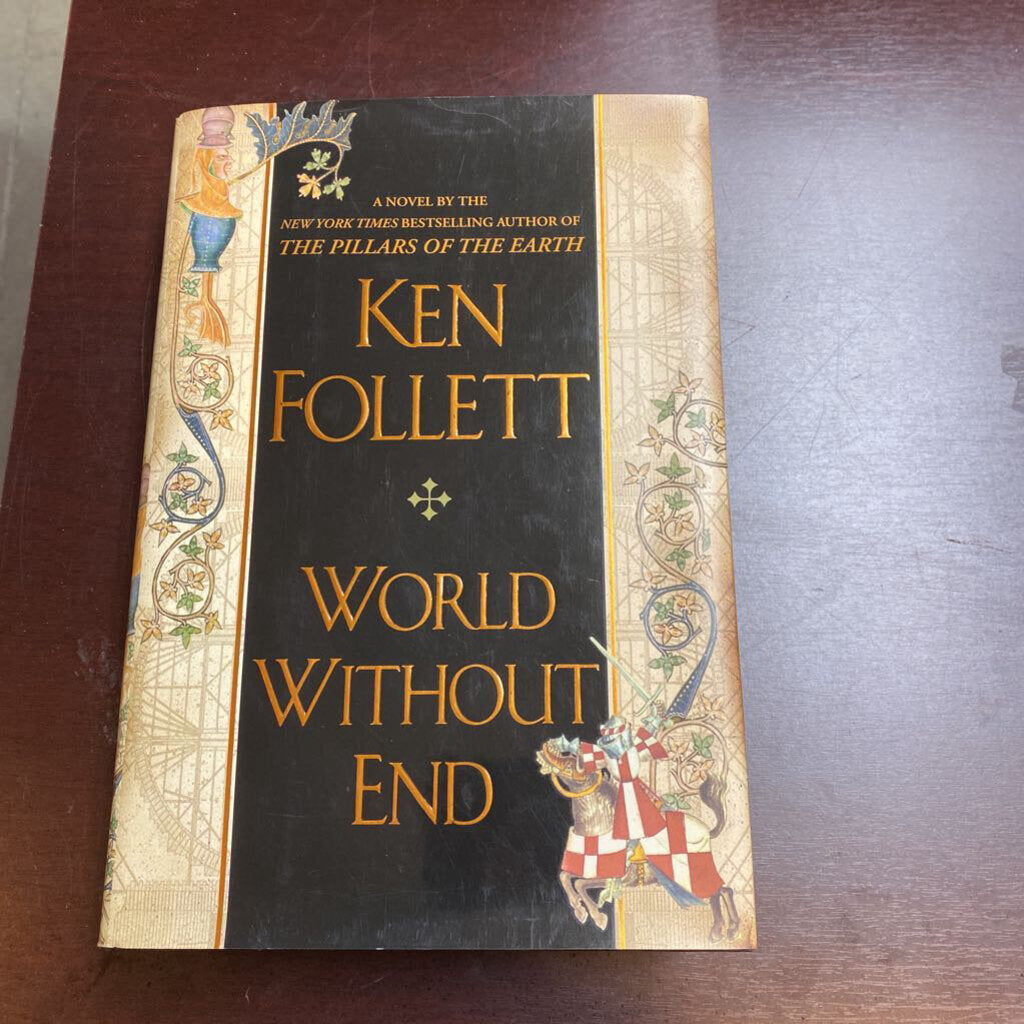 A NOVEL BY THE
NEW YORK TIMES BESTSELLING AUTHOR OF
THE PILLARS OF THE EARTH
KEN
FOLLETT
WORLD
WITHOUT
END